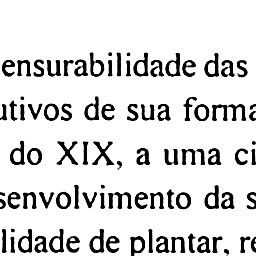 ensurabilidade das
utivos de sua forma
do XIX, a uma ci
senvolvimento da s
lidade de plantar, re